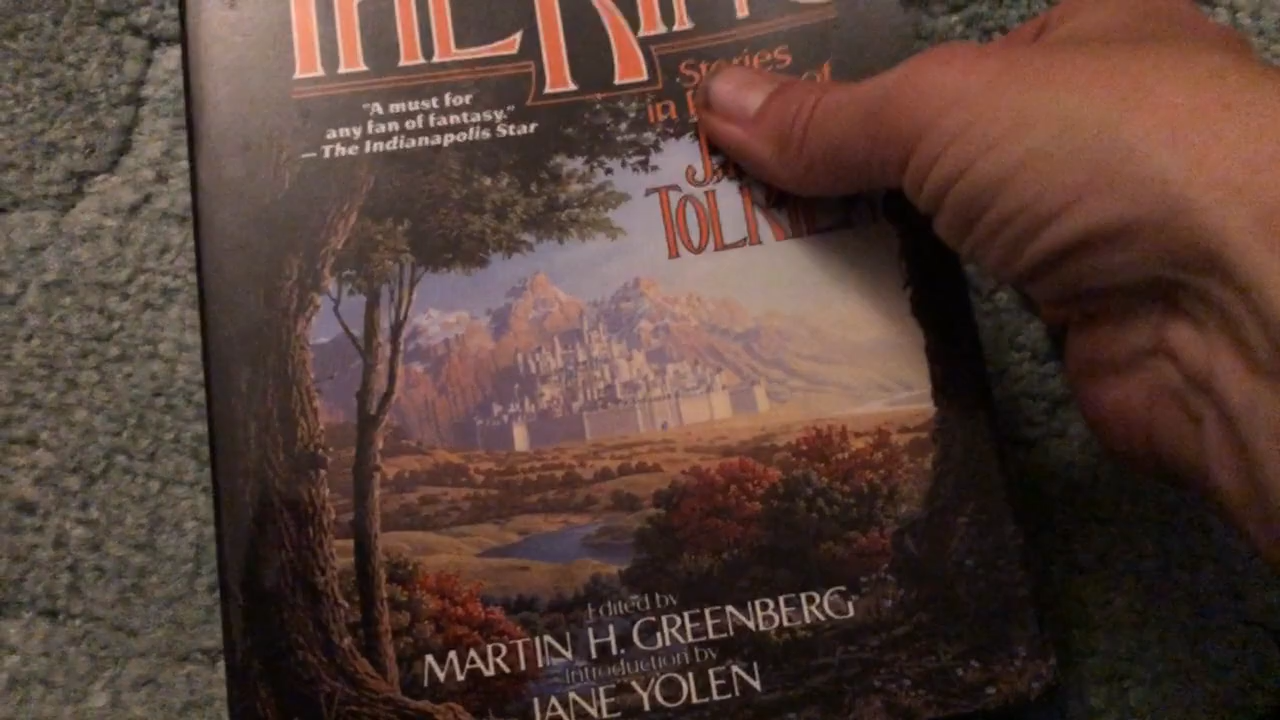 THE KING
Stories
"A must for
in
any fan of fantasy."
—The Indianapolis Star
TOLKIE
Edited by
MARTIN H. GREENBERG
Introduction by
JANE YOLEN